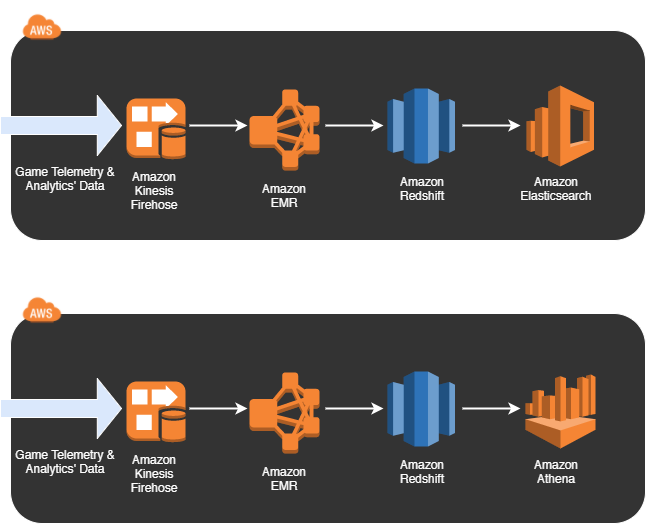 AWS
Game Telemetry &
Analytics' Data
Amazon
Kinesis
Firehose
Amazon
EMR
Amazon
Redshift
Amazon
Elasticsearch
AWS
Game Telemetry &
Analytics' Data
Amazon
Kinesis
Firehose
Amazon
EMR
Amazon
Redshift
Amazon
Athena